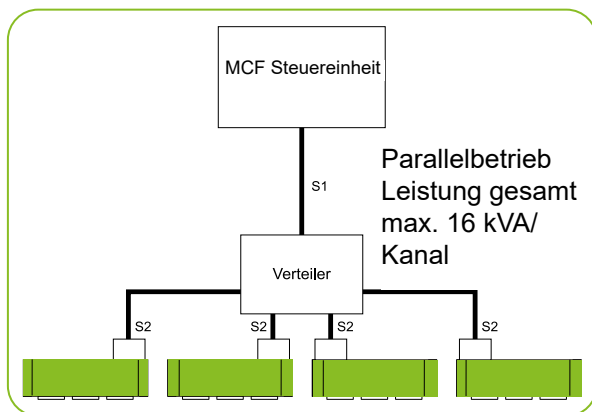 MCF Steuereinheit
S1
Parallelbetrieb
Leistung gesamt
max. 16 kVA/
Kanal
Verteiler
S2
S2
S2
S2